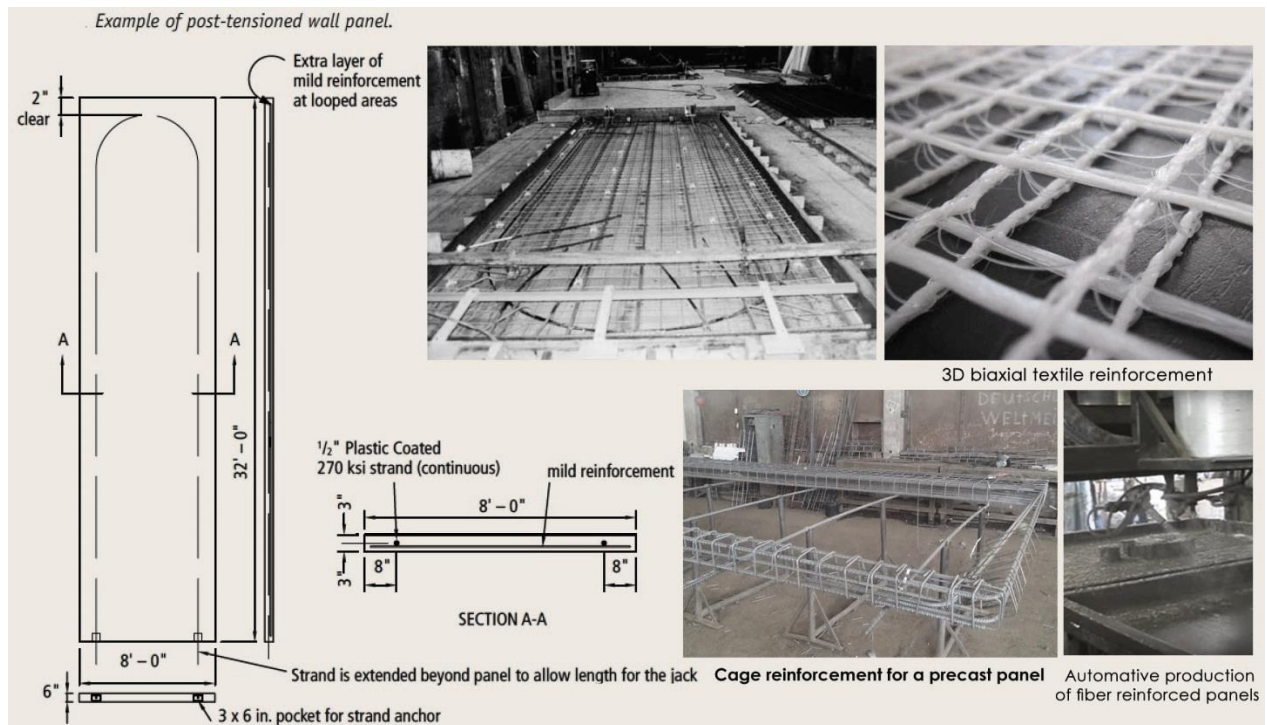 Example of post-tensioned wall panel.
Extra layer of
mild reinforcement
at looped areas
2"
clear
A
A
32' – 0"
8' – 0"
6"
Strand is extended beyond panel to allow length for the jack
3 x 6 in. pocket for strand anchor
1/2" Plastic Coated
270 ksi strand (continuous)
mild reinforcement
8' – 0"
3"
3"
8"
8"
SECTION A-A
3D biaxial textile reinforcement
DEUTSCHL
WELTMEI
Cage reinforcement for a precast panel
Automative production
of fiber reinforced panels